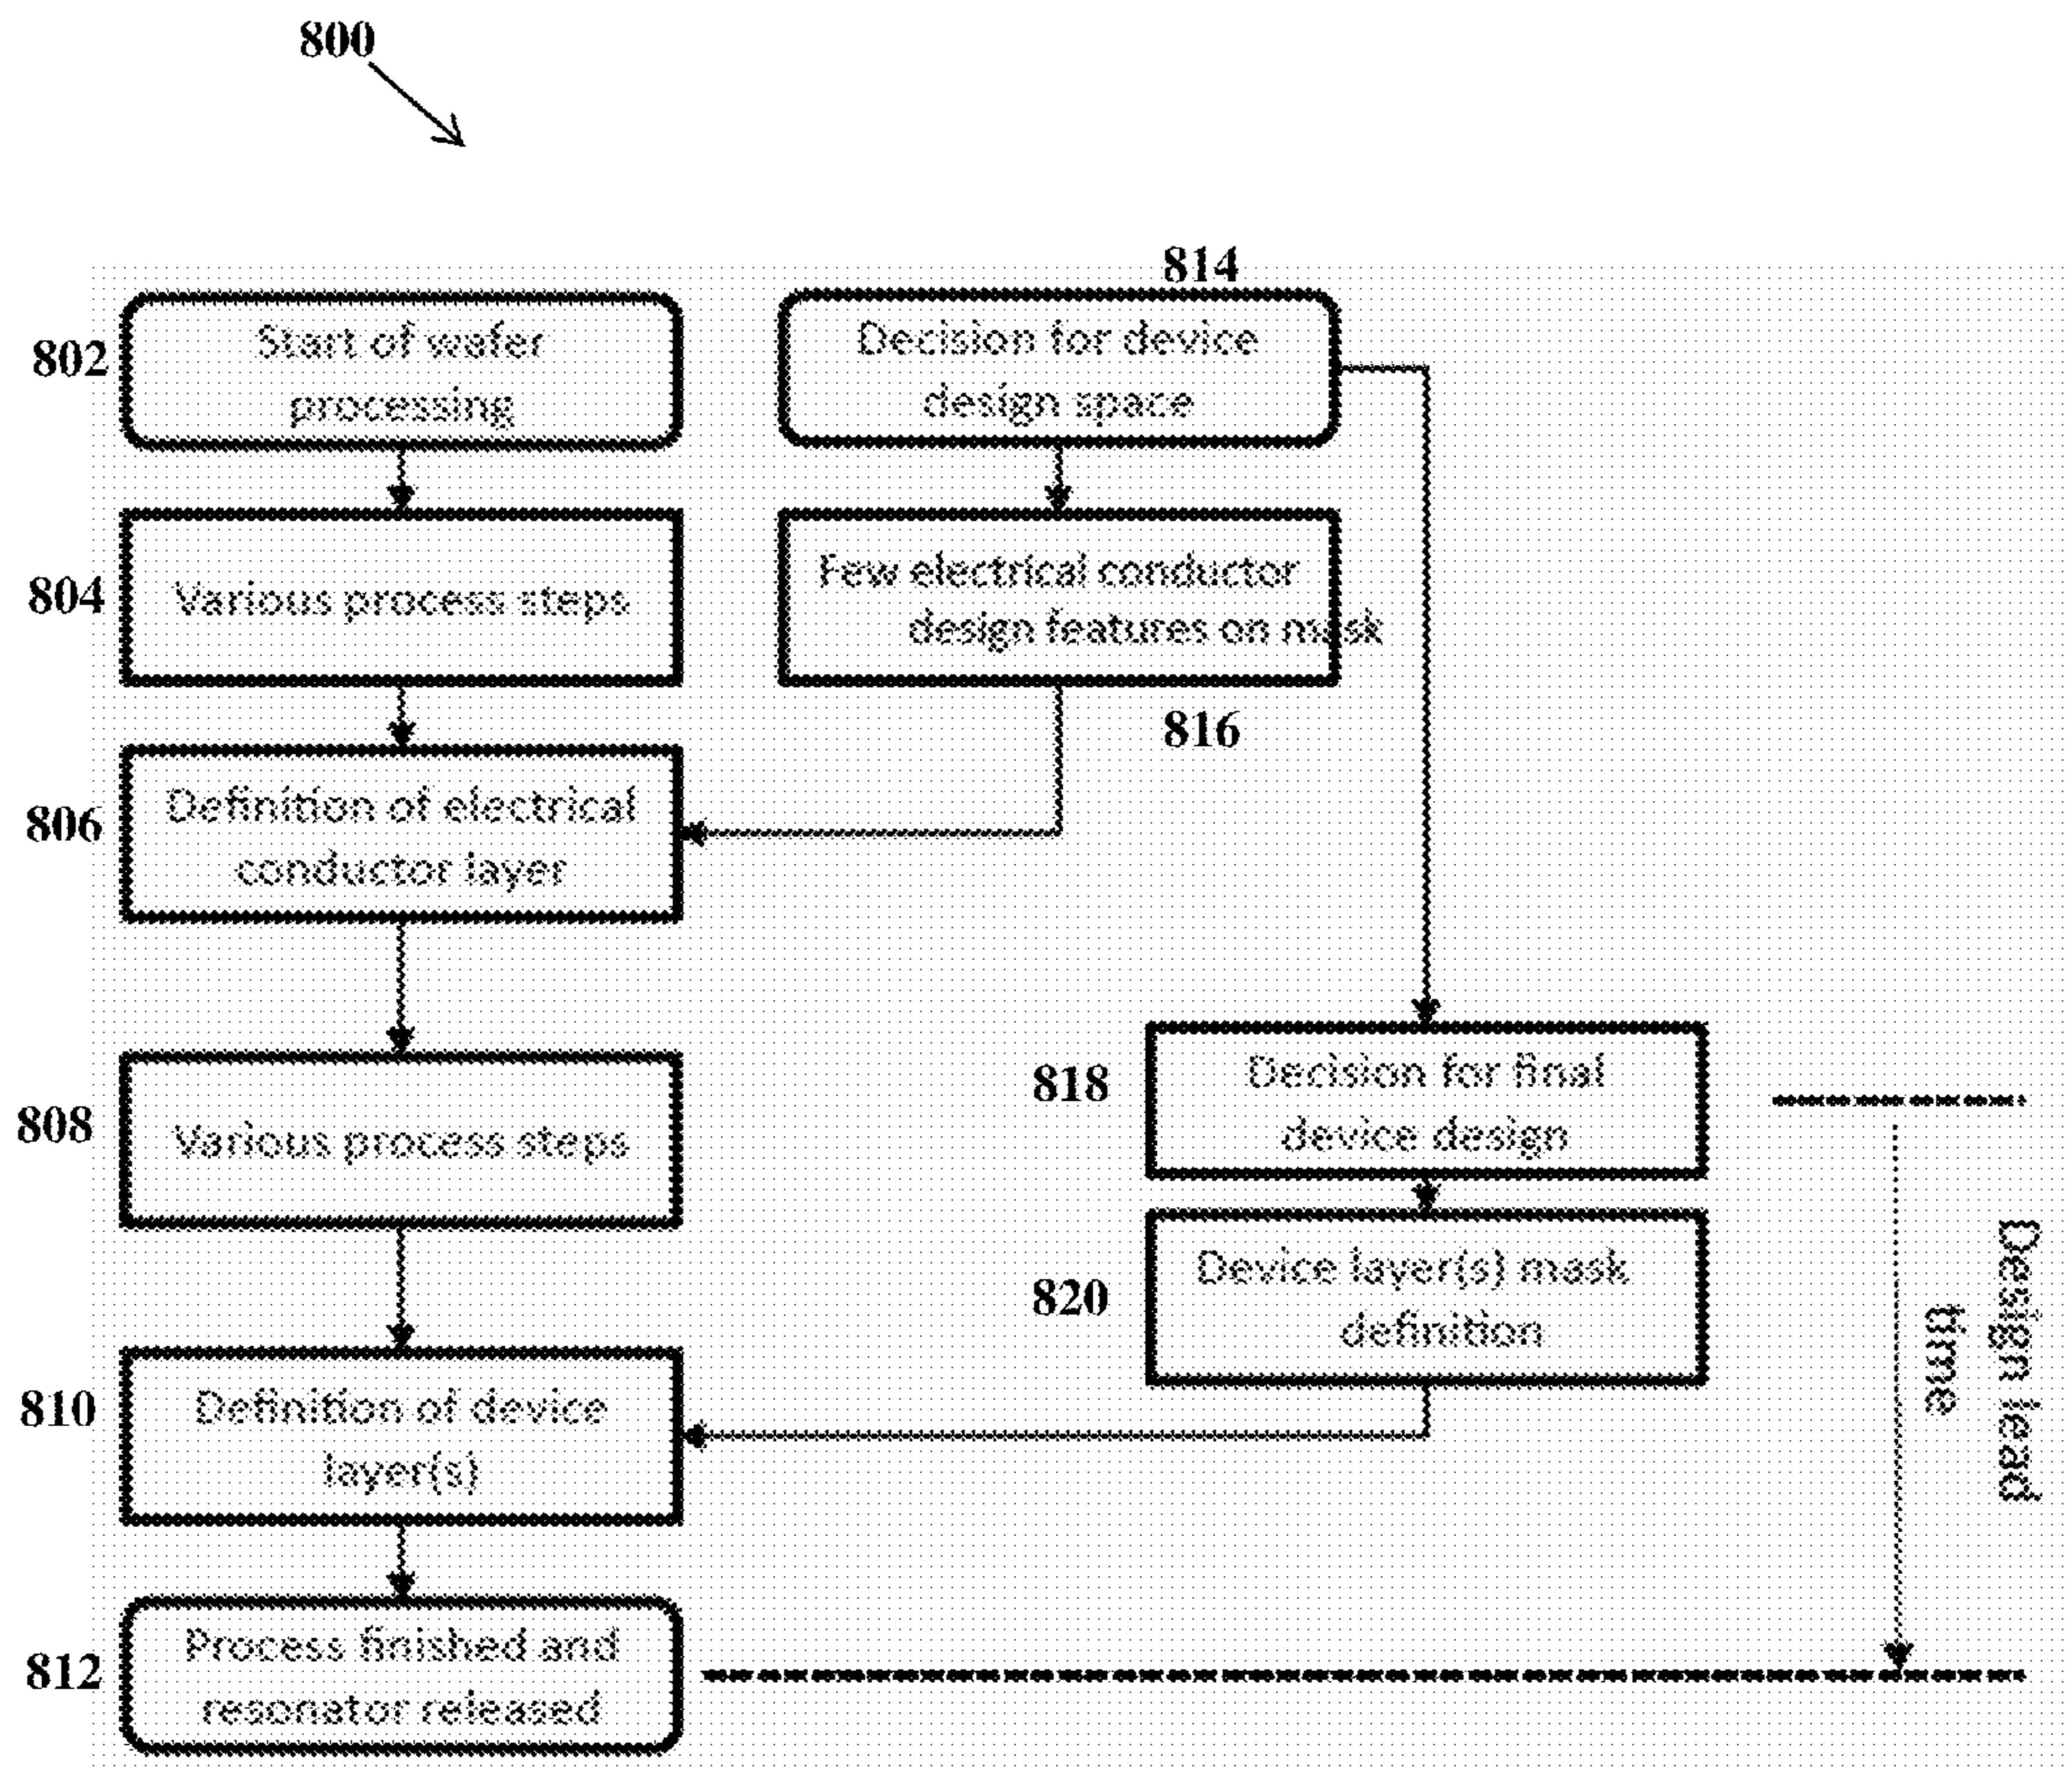 800
814
802
Start of wafer
processing
Decision for device
design space
804
Various process steps
Few electrical conductor
design features on mask
816
806
Definition of electrical
conductor layer
808
Various process steps
818
Decision for final
device design
820
Device layer(s) mask
definition
Design lead
time
810
Definition of device
layer(s)
812
Process finished and
resonator released